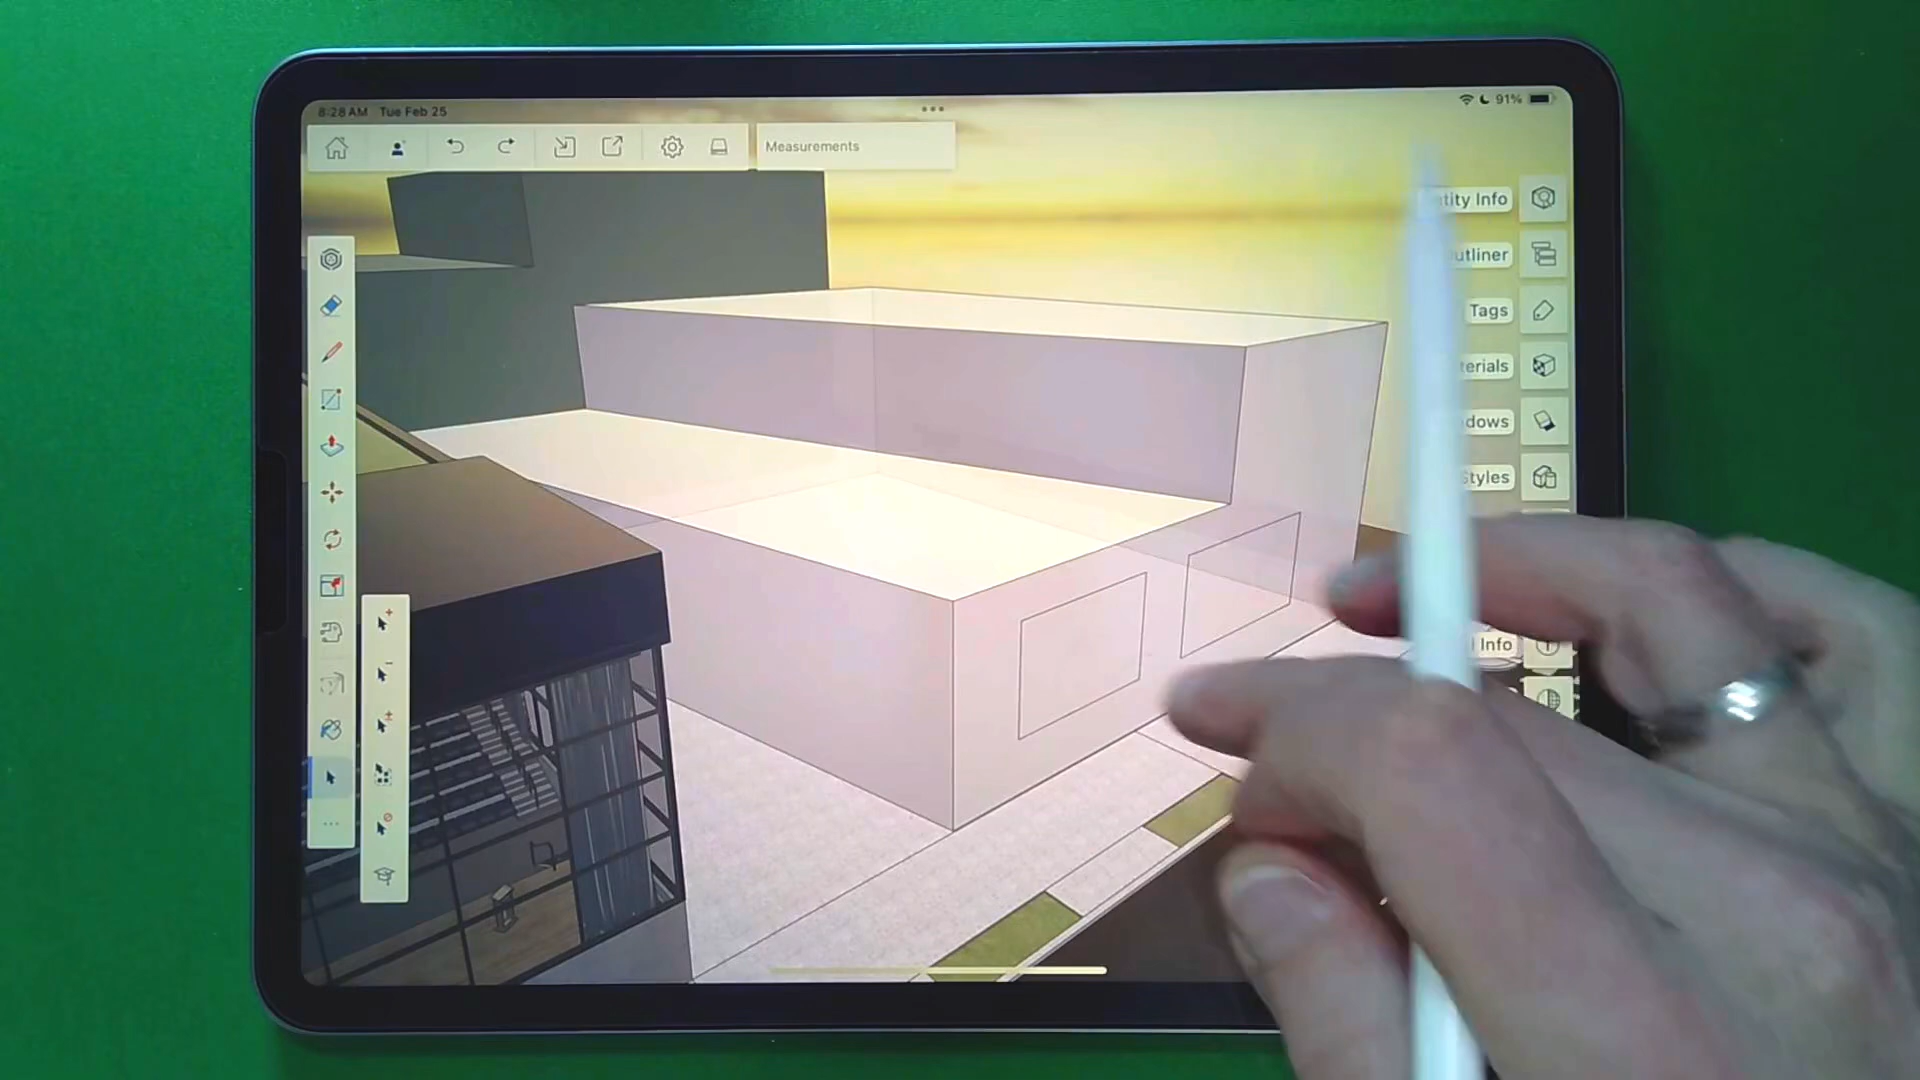 8:28 AM Tue Feb 25
91%
Measurements
tity Info
utliner
Tags
terials
dows
Styles
Info